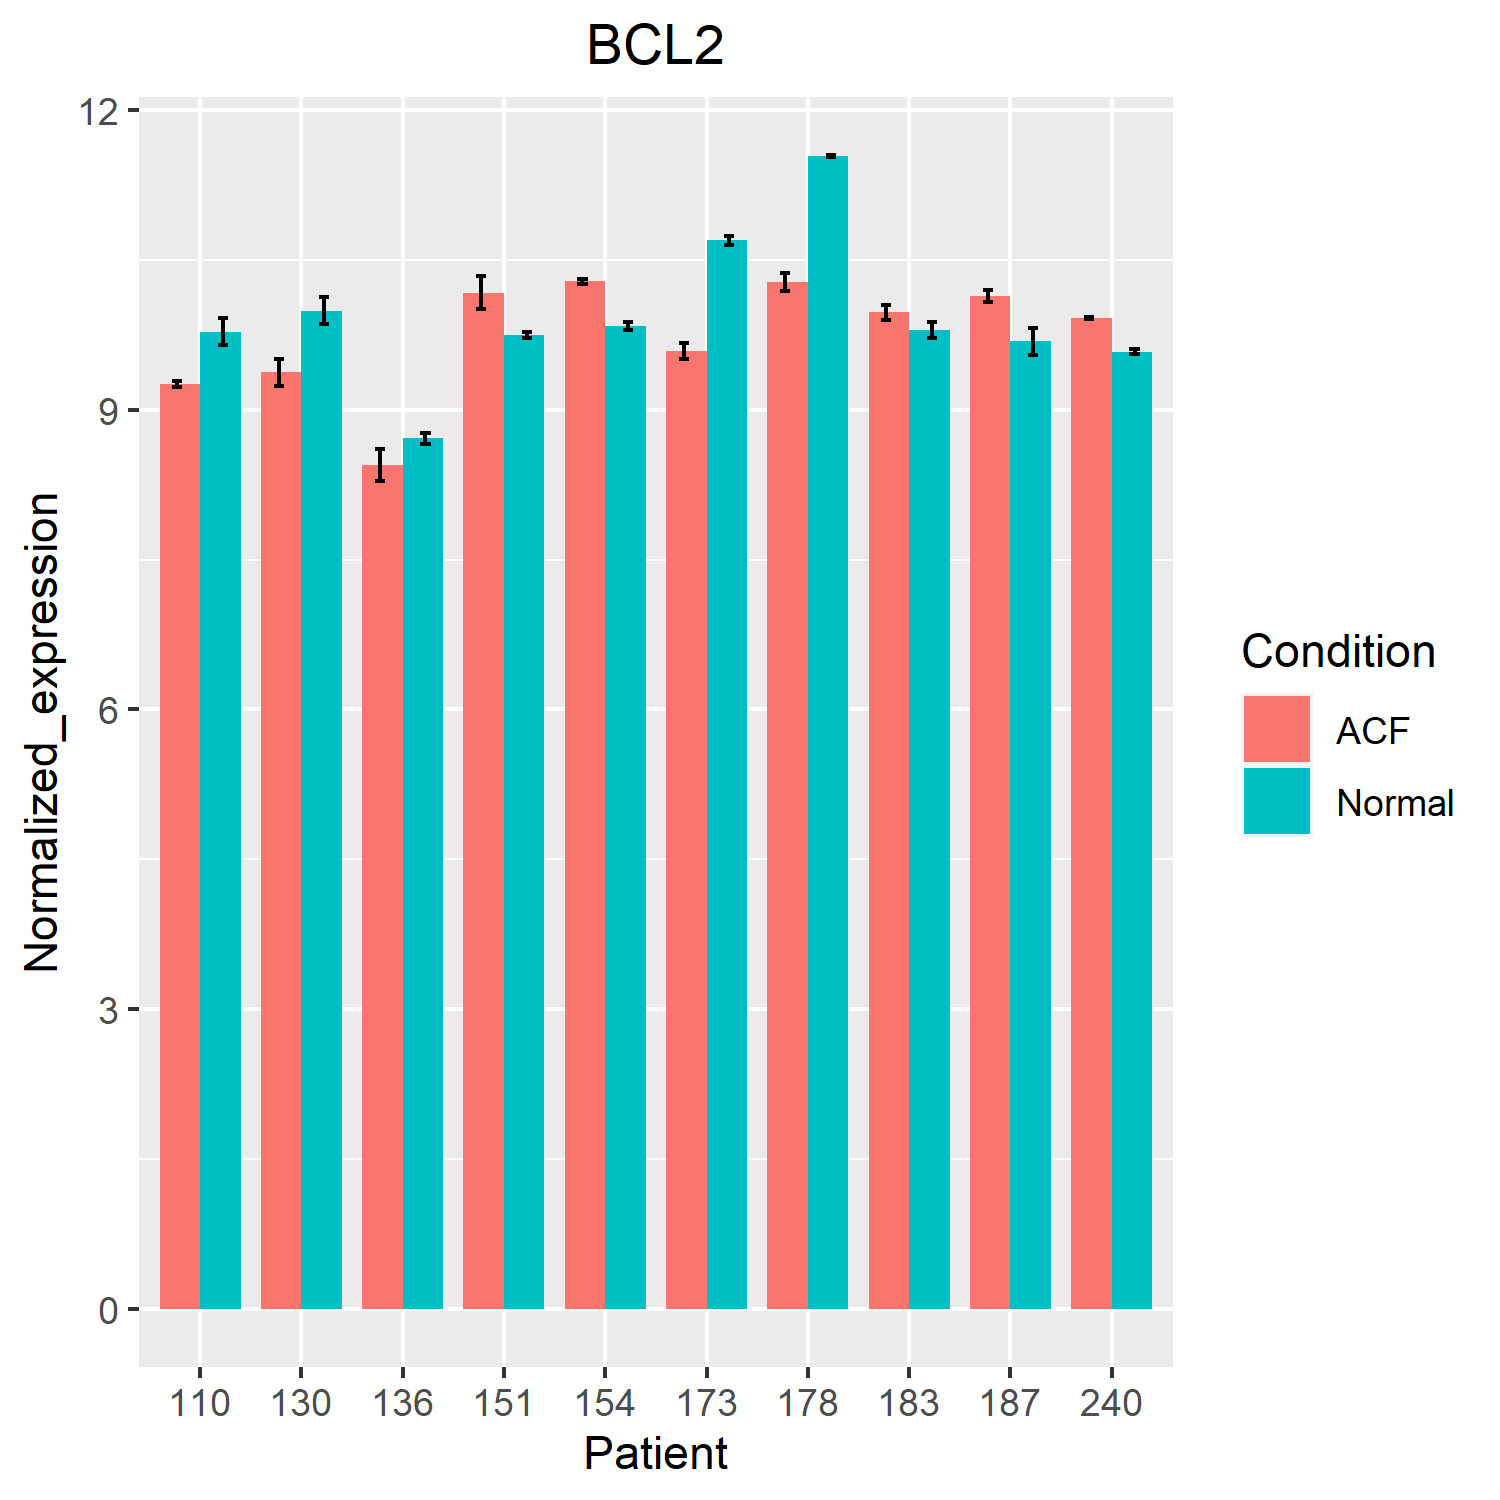 BCL2
12
9
6
3
0
Normalized_expression
110 130 136 151 154 173 178 183 187 240
Patient
Condition
ACF
Normal